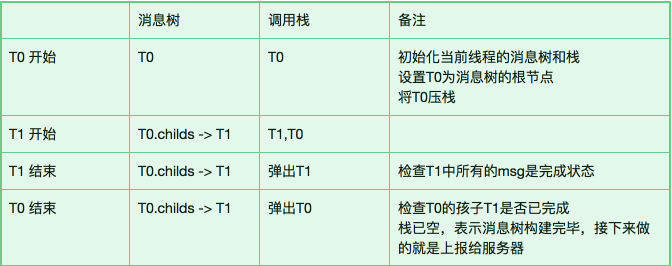 消息树 调用栈 备注
T0 开始 T0 T0 初始化当前线程的消息树和栈
设置T0为消息树的根节点
将T0压栈
T1 开始 T0.childs -> T1 T1,T0
T1 结束 T0.childs -> T1 弹出T1 检查T1中所有的msg是完成状态
T0 结束 T0.childs -> T1 弹出T0 检查T0的孩子T1是否已完成
栈已空，表示消息树构建完毕，接下来做
的就是上报给服务器